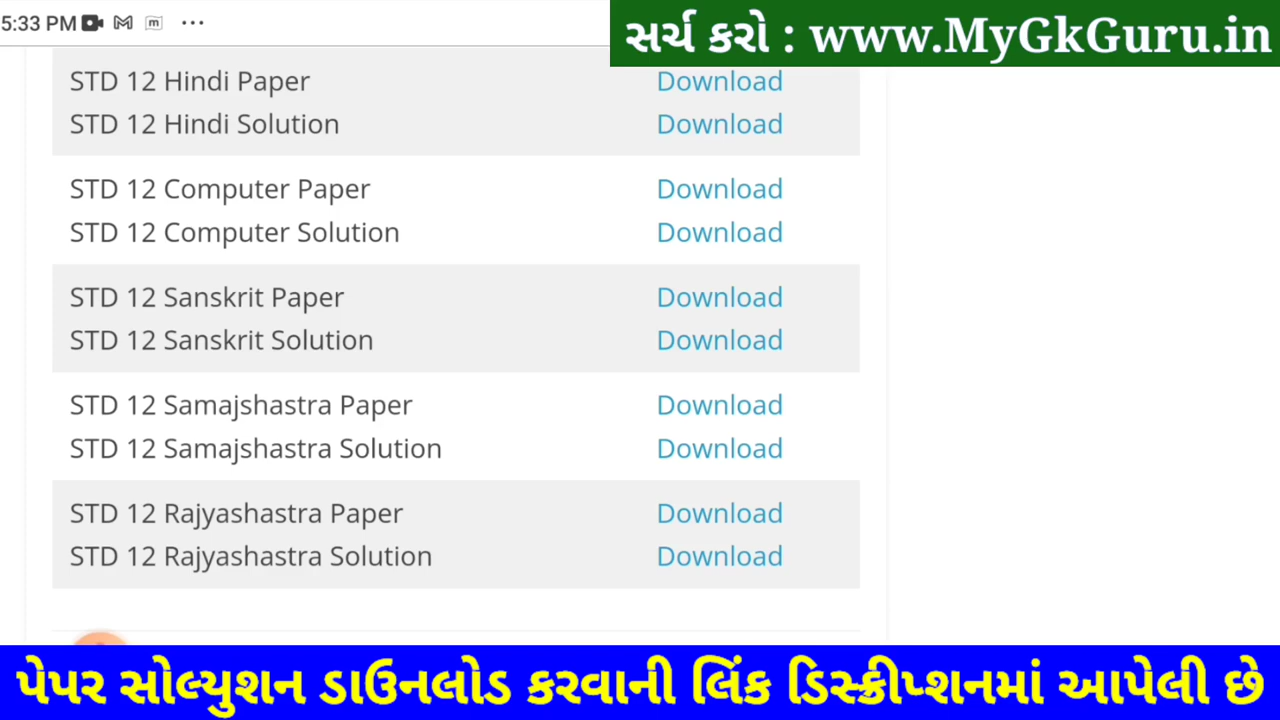 5:33 PM
સર્ચ કરો : www.MyGkGuru.in
STD 12 Hindi Paper Download
STD 12 Hindi Solution Download
STD 12 Computer Paper Download
STD 12 Computer Solution Download
STD 12 Sanskrit Paper Download
STD 12 Sanskrit Solution Download
STD 12 Samajshastra Paper Download
STD 12 Samajshastra Solution Download
STD 12 Rajyashastra Paper Download
STD 12 Rajyashastra Solution Download
પેપર સોલ્યુશન ડાઉનલોડ કરવાની લિંક ડિસ્ક્રીપ્શનમાં આપેલી છે